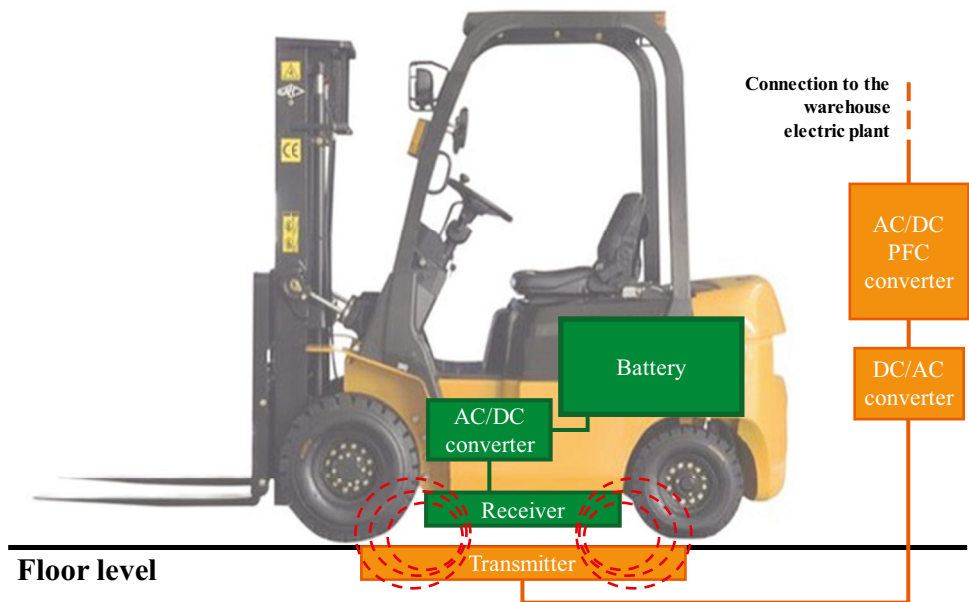 Connection to the
warehouse
electric plant
AC/DC
PFC
converter
DC/AC
converter
Battery
AC/DC
converter
Receiver
Transmitter
Floor level
CE